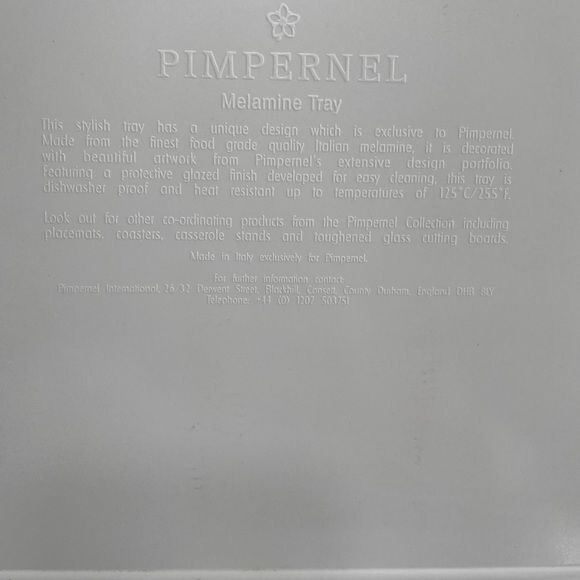 PIMPERNEL
Melamine Tray
This stylish tray has a unique design which is exclusive to Pimpernel.
Made from the finest food grade quality Italian melamine, it is decorated
with beautiful artwork from Pimpernel's extensive design portfolio.
Featuring a protective glazed finish developed for easy cleaning, this tray is
dishwasher proof and heat resistant up to temperatures of 125°C/255°F.
Look out for other co-ordinating products from the Pimpernel Collection including
placemats, coasters, casserole stands and toughened glass cutting boards.
Made in Italy exclusively for Pimpernel.
For further information contact:
Pimpernel International, 26/32 Derwent Street, Blackhill, Consett, County Durham, England DH8 8LY
Telephone: +44 (0) 1207 503751